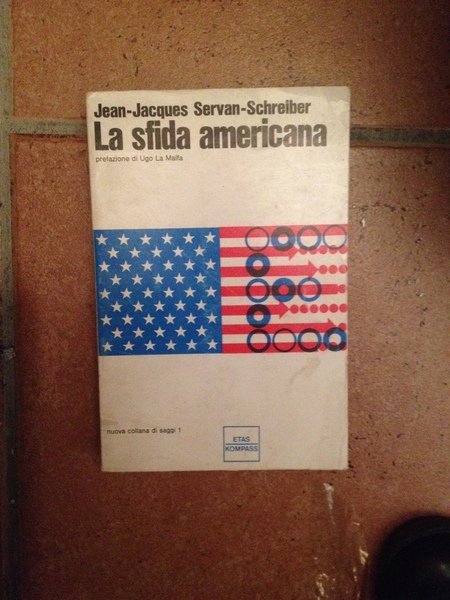 Jean-Jacques Servan-Schreiber
La sfida americana
prefazione di Ugo La Malfa
nuova collana di saggi 1
ETAS
KOMPASS